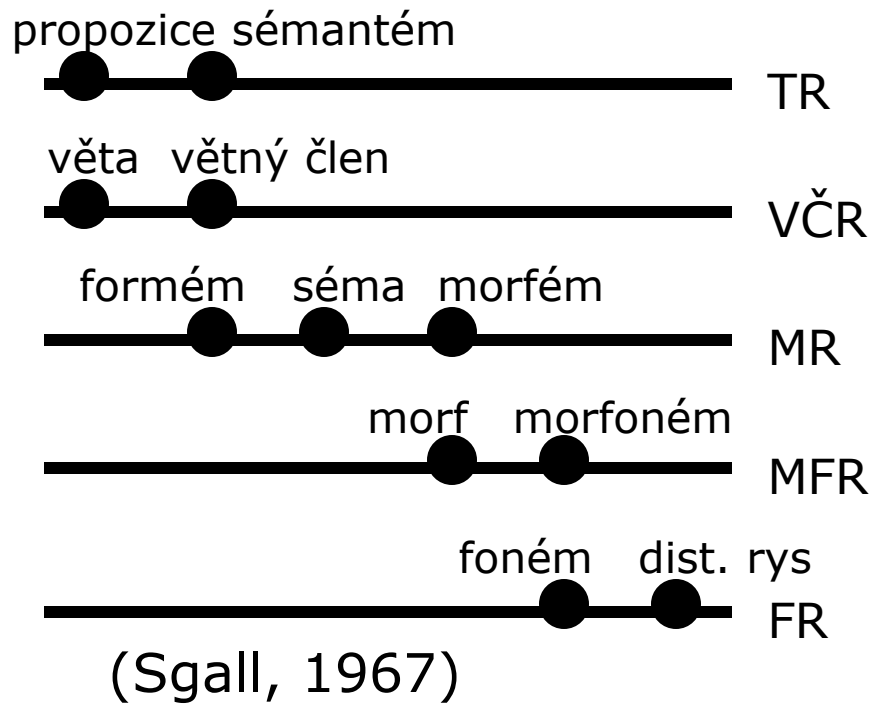 propozice sémantém
TR
věta větný člen
VČR
formém séma morfém
MR
morf morfoném
MFR
foném dist. rys
FR
(Sgall, 1967)